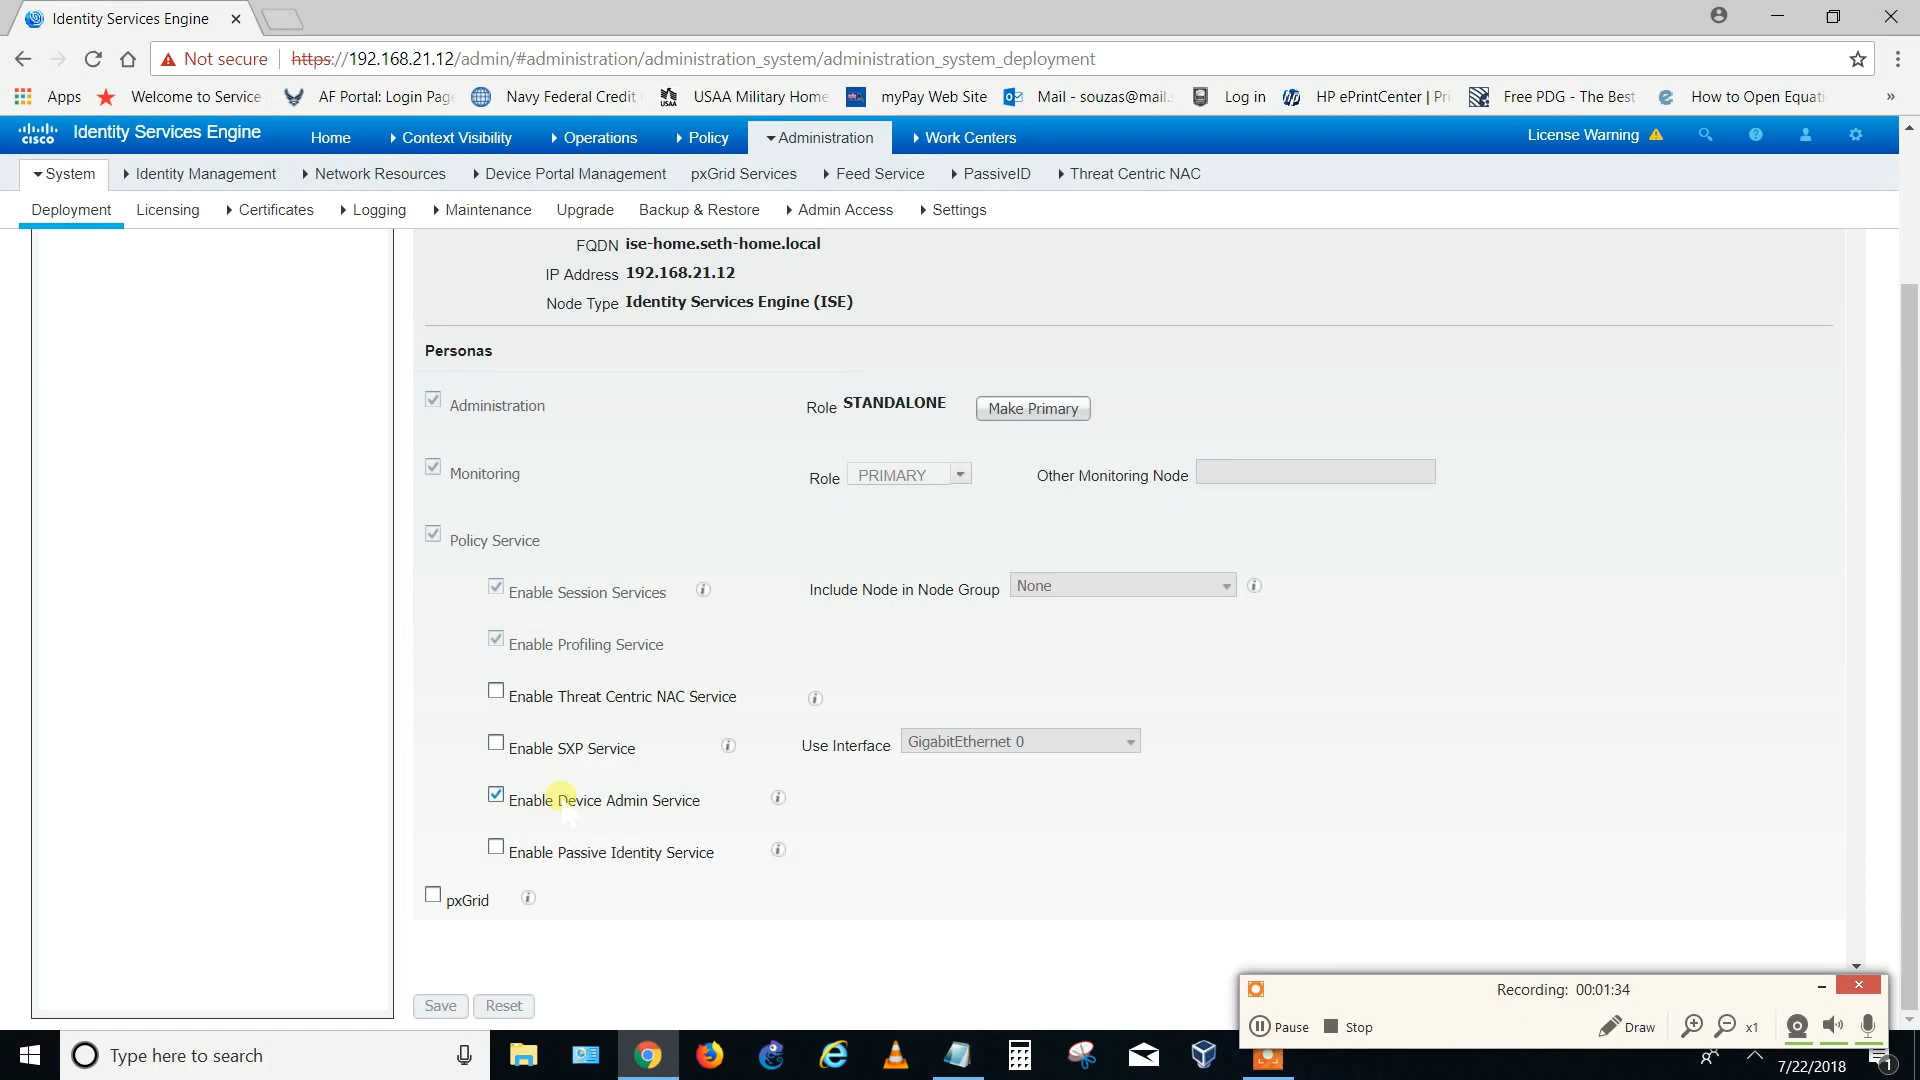 Identity Services Engine
Not secure https://192.168.21.12/admin/#administration/administration_system/administration_system_deployment
Apps Welcome to Service AF Portal: Login Page Navy Federal Credit USAA Military Home myPay Web Site Mail - souzas@mail. Log in HP ePrintCenter | Pri Free PDG - The Best How to Open Equati »
cisco Identity Services Engine Home Context Visibility Operations Policy Administration Work Centers License Warning
System Identity Management Network Resources Device Portal Management pxGrid Services Feed Service PassiveID Threat Centric NAC
Deployment Licensing Certificates Logging Maintenance Upgrade Backup & Restore Admin Access Settings
FQDN ise-home.seth-home.local
IP Address 192.168.21.12
Node Type Identity Services Engine (ISE)
Personas
Administration Role STANDALONE Make Primary
Monitoring Role PRIMARY Other Monitoring Node
Policy Service
Enable Session Services Include Node in Node Group None
Enable Profiling Service
Enable Threat Centric NAC Service
Enable SXP Service Use Interface GigabitEthernet 0
Enable Device Admin Service
Enable Passive Identity Service
pxGrid
Save Reset
Recording: 00:01:34
Pause Stop Draw x1
Type here to search
7/22/2018 1